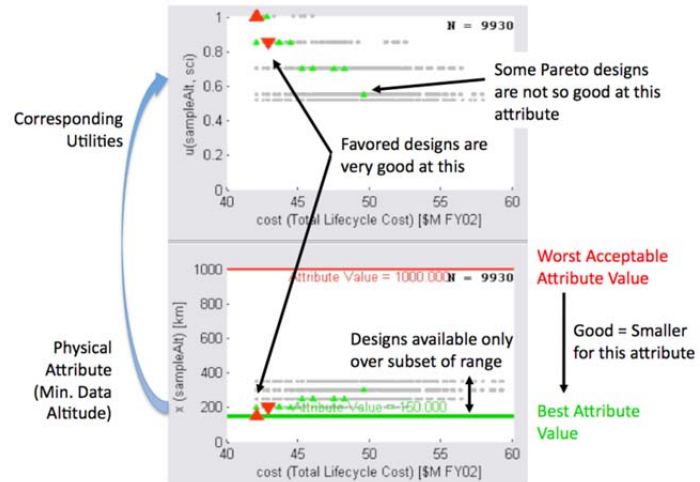 1
0.8
0.6
0.4
0.2
0
u(sampleAlt, sci)
N = 9930
40
45
50
55
60
cost (Total Lifecycle Cost) [$M FY02]
Corresponding
Utilities
Some Pareto designs
are not so good at this
attribute
Favored designs are
very good at this
1000
800
600
400
200
0
x (sampleAlt) [km]
Attribute Value = 1000.000
N = 9930
Designs available only
over subset of range
Attribute Value = 150.000
40
45
50
55
60
cost (Total Lifecycle Cost) [$M FY02]
Physical
Attribute
(Min. Data
Altitude)
Worst Acceptable
Attribute Value
Good = Smaller
for this attribute
Best Attribute
Value